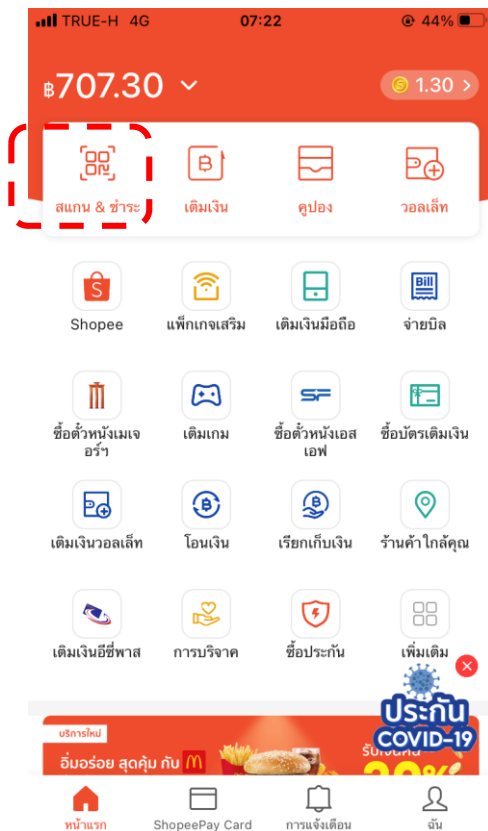 TRUE-H 4G 07:22 44%
฿707.30 1.30
สแกน & ชำระ เติมเงิน คูปอง วอลเล็ท
Bill
Shopee แพ็กเกจเสริม เติมเงินมือถือ จ่ายบิล
SF
ซื้อตั๋วหนังเมเจ เติมเกม ซื้อตั๋วหนังเอส ซื้อบัตรเติมเงิน
อร์ฯ เอฟ
เติมเงินวอลเล็ท โอนเงิน เรียกเก็บเงิน ร้านค้าใกล้คุณ
เติมเงินอีซี่พาส การบริจาค ซื้อประกัน เพิ่มเติม
ประกัน
COVID-19
บริการใหม่
อิ่มอร่อย สุดคุ้ม กับ
หน้าแรก ShopeePay Card การแจ้งเตือน ฉัน